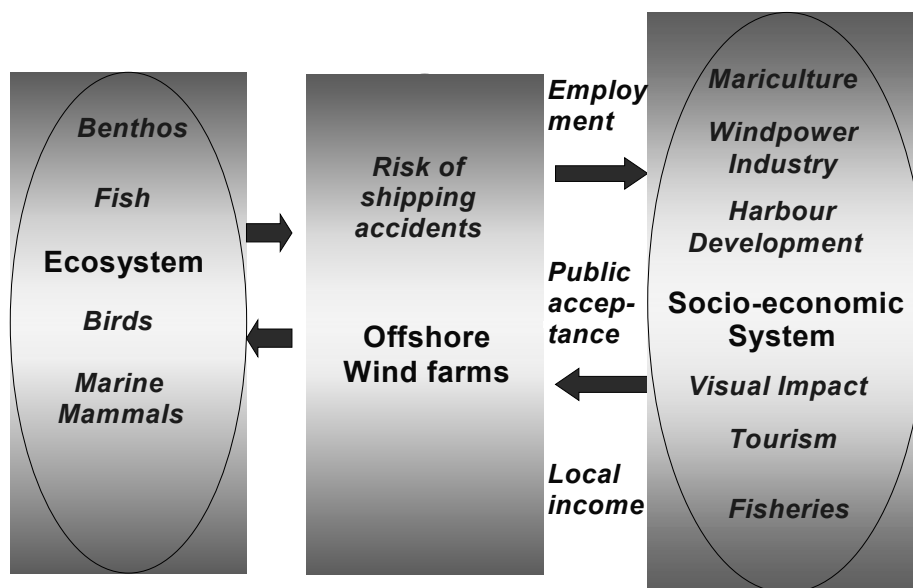 Benthos
Fish
Ecosystem
Birds
Marine
Mammals
Risk of
shipping
accidents
Offshore
Wind farms
Employ
ment
Public
accep-
tance
Local
income
Mariculture
Windpower
Industry
Harbour
Development
Socio-economic
System
Visual Impact
Tourism
Fisheries